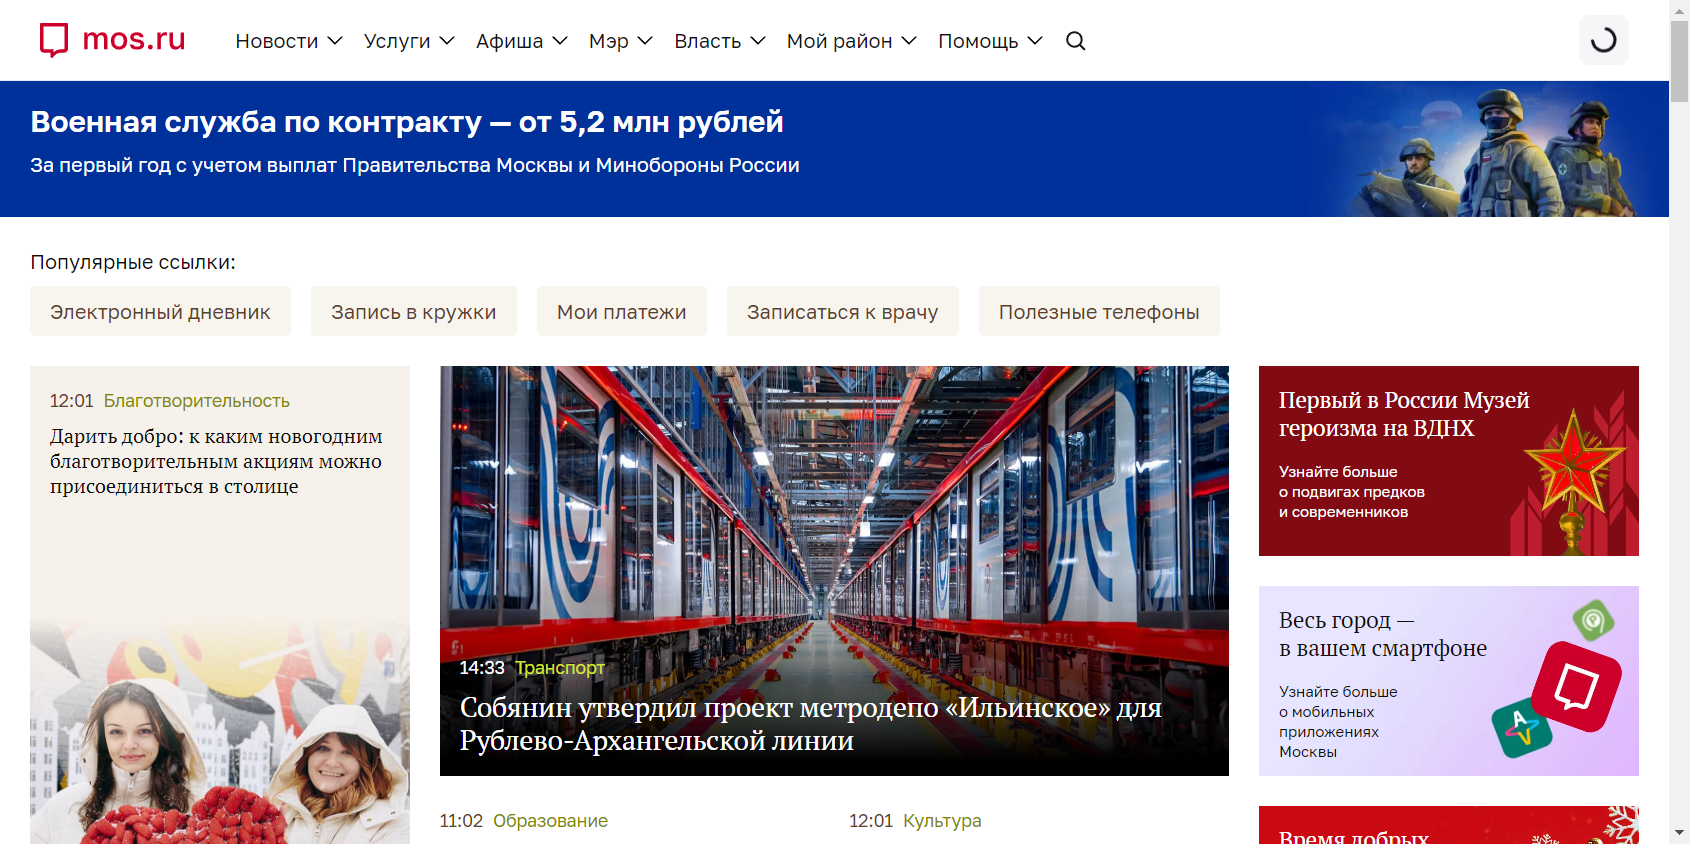 mos.ru
Новости
Услуги
Афиша
Мэр
Власть
Мой район
Помощь
Военная служба по контракту — от 5,2 млн рублей
За первый год с учетом выплат Правительства Москвы и Минобороны России
Популярные ссылки:
Электронный дневник
Запись в кружки
Мои платежи
Записаться к врачу
Полезные телефоны
12:01 Благотворительность
Дарить добро: к каким новогодним
благотворительным акциям можно
присоединиться в столице
14:33 Транспорт
Собянин утвердил проект метродепо «Ильинское» для
Рублево-Архангельской линии
11:02 Образование
12:01 Культура
Первый в России Музей
героизма на ВДНХ
Узнайте больше
о подвигах предков
и современников
Весь город —
в вашем смартфоне
Узнайте больше
о мобильных
приложениях
Москвы
Время добрых